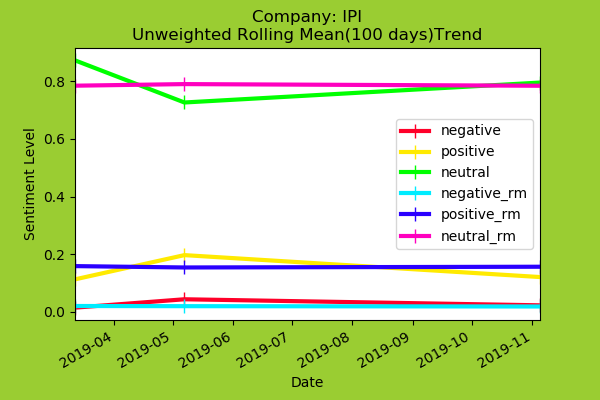 Company: IPI
Unweighted Rolling Mean(100 days)Trend
Sentiment Level
0.8
0.6
0.4
0.2
0.0
negative
positive
neutral
negative_rm
positive_rm
neutral_rm
2019-04
2019-05
2019-06
2019-07
2019-08
2019-09
2019-10
2019-11
Date